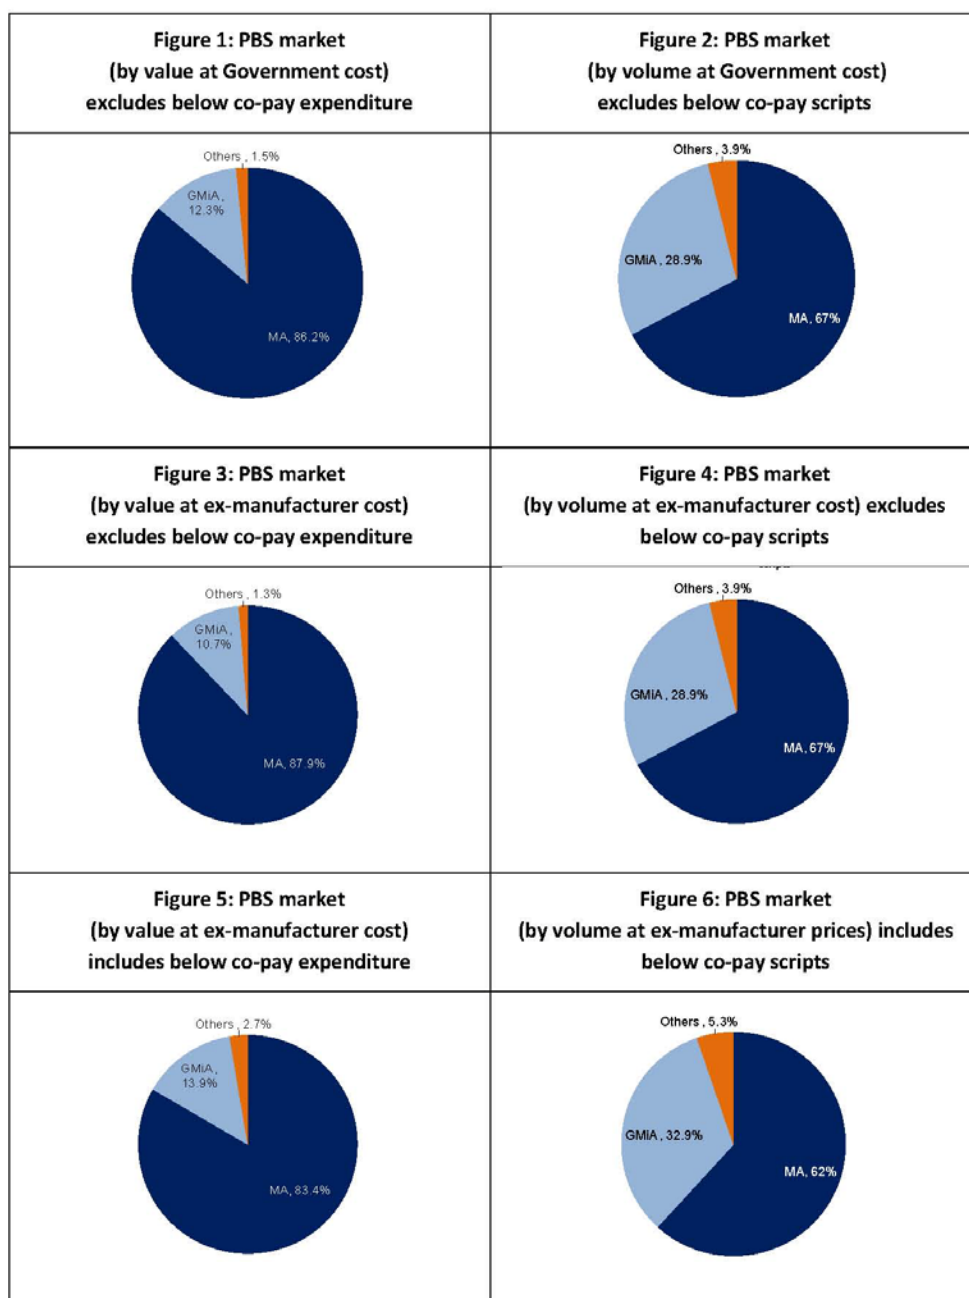 Figure 1: PBS market
(by value at Government cost)
excludes below co-pay expenditure
Figure 2: PBS market
(by volume at Government cost)
excludes below co-pay scripts
Others , 1.5%
GMiA ,
12.3%
MA, 86.2%
Others , 3.9%
GMiA , 28.9%
MA, 67%
Figure 3: PBS market
(by value at ex-manufacturer cost)
excludes below co-pay expenditure
Figure 4: PBS market
(by volume at ex-manufacturer cost) excludes
below co-pay scripts
Others , 1.3%
GMiA ,
10.7%
MA, 87.9%
Others , 3.9%
GMiA , 28.9%
MA, 67%
Figure 5: PBS market
(by value at ex-manufacturer cost)
includes below co-pay expenditure
Figure 6: PBS market
(by volume at ex-manufacturer prices) includes
below co-pay scripts
Others , 2.7%
GMiA ,
13.9%
MA, 83.4%
Others , 5.3%
GMiA , 32.9%
MA, 62%